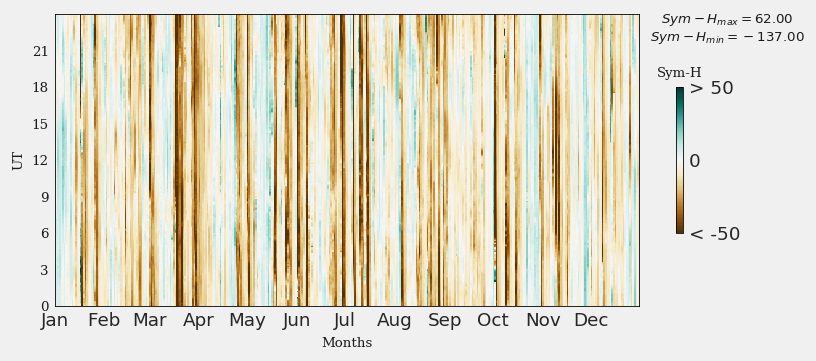 Sym − H_max = 62.00
Sym − H_min = − 137.00
Sym-H
> 50
0
< -50
UT
21
18
15
12
9
6
3
0
Jan Feb Mar Apr May Jun Jul Aug Sep Oct Nov Dec
Months